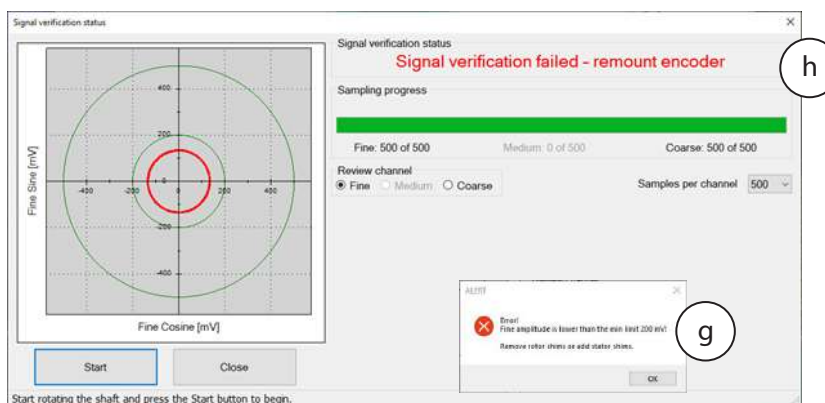 Signal verification status
Signal verification status
Signal verification failed - remount encoder
h
Sampling progress
Fine: 500 of 500 Medium: 0 of 500 Coarse: 500 of 500
Review channel
Fine Medium Coarse
Samples per channel 500
Fine Sine [mV]
400
200
-400 -200 0 200 400
0
-200
-400
Fine Cosine [mV]
ALERT
Error!
Fine amplitude is lower than the min limit 200 mV!
Remove rotor shims or add stator shims.
OK
g
Start Close
Start rotating the shaft and press the Start button to begin.